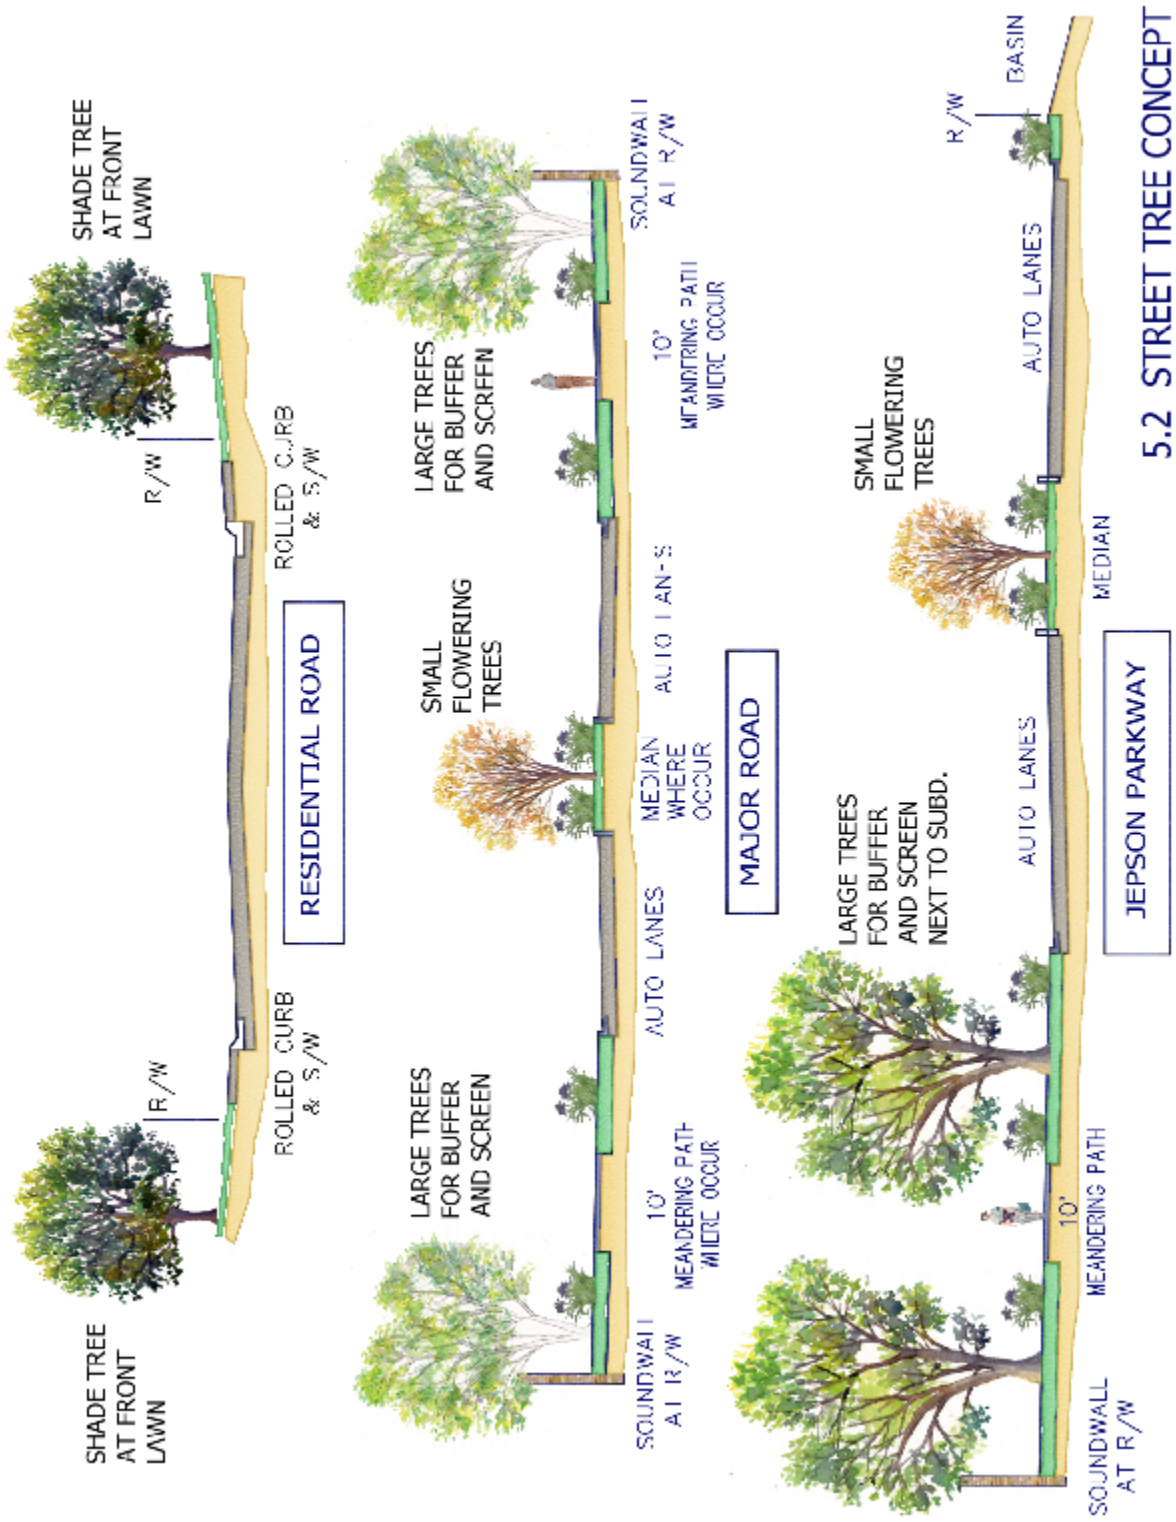 SHADE TREE
AT FRONT
LAWN
R/W
ROLLED CURB
& S/W
RESIDENTIAL ROAD
SHADE TREE
AT FRONT
LAWN
R/W
ROLLED CURB
& S/W
LARGE TREES
FOR BUFFER
AND SCREEN
SOUNDWALL
AT R/W
10'
MEANDERING PATH
WHERE OCCUR
AUTO LANES
SMALL
FLOWERING
TREES
MEDIAN
WHERE
OCCUR
AUTO LANES
LARGE TREES
FOR BUFFER
AND SCREEN
10'
MEANDERING PATH
WHERE OCCUR
SOUNDWALL
AT R/W
MAJOR ROAD
LARGE TREES
FOR BUFFER
AND SCREEN
NEXT TO SUBD.
SOUNDWALL
AT R/W
10'
MEANDERING PATH
AUTO LANES
SMALL
FLOWERING
TREES
MEDIAN
AUTO LANES
R/W
BASIN
JEPSON PARKWAY
5.2 STREET TREE CONCEPT